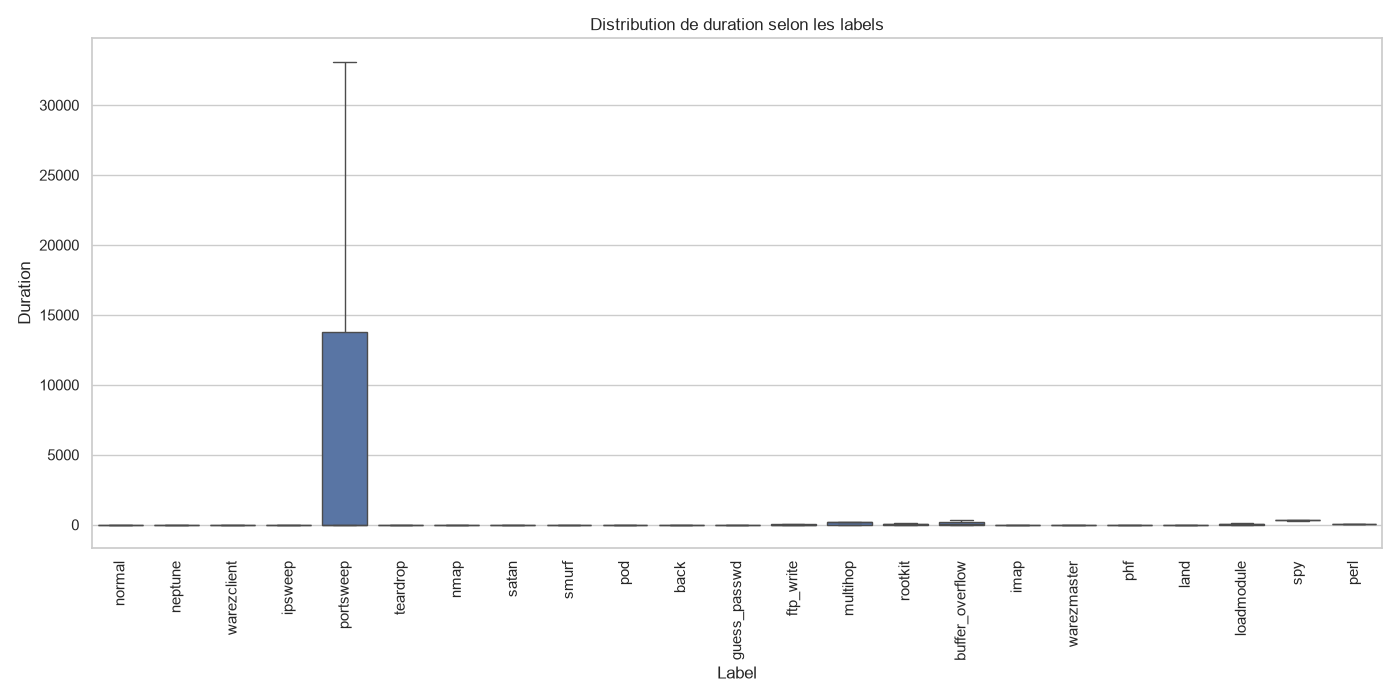 Distribution de duration selon les labels
Duration
30000
25000
20000
15000
10000
5000
0
normal
neptune
warezclient
ipsweep
portsweep
teardrop
nmap
satan
smurf
pod
back
guess_passwd
ftp_write
multihop
rootkit
buffer_overflow
imap
warezmaster
phf
land
loadmodule
spy
perl
Label